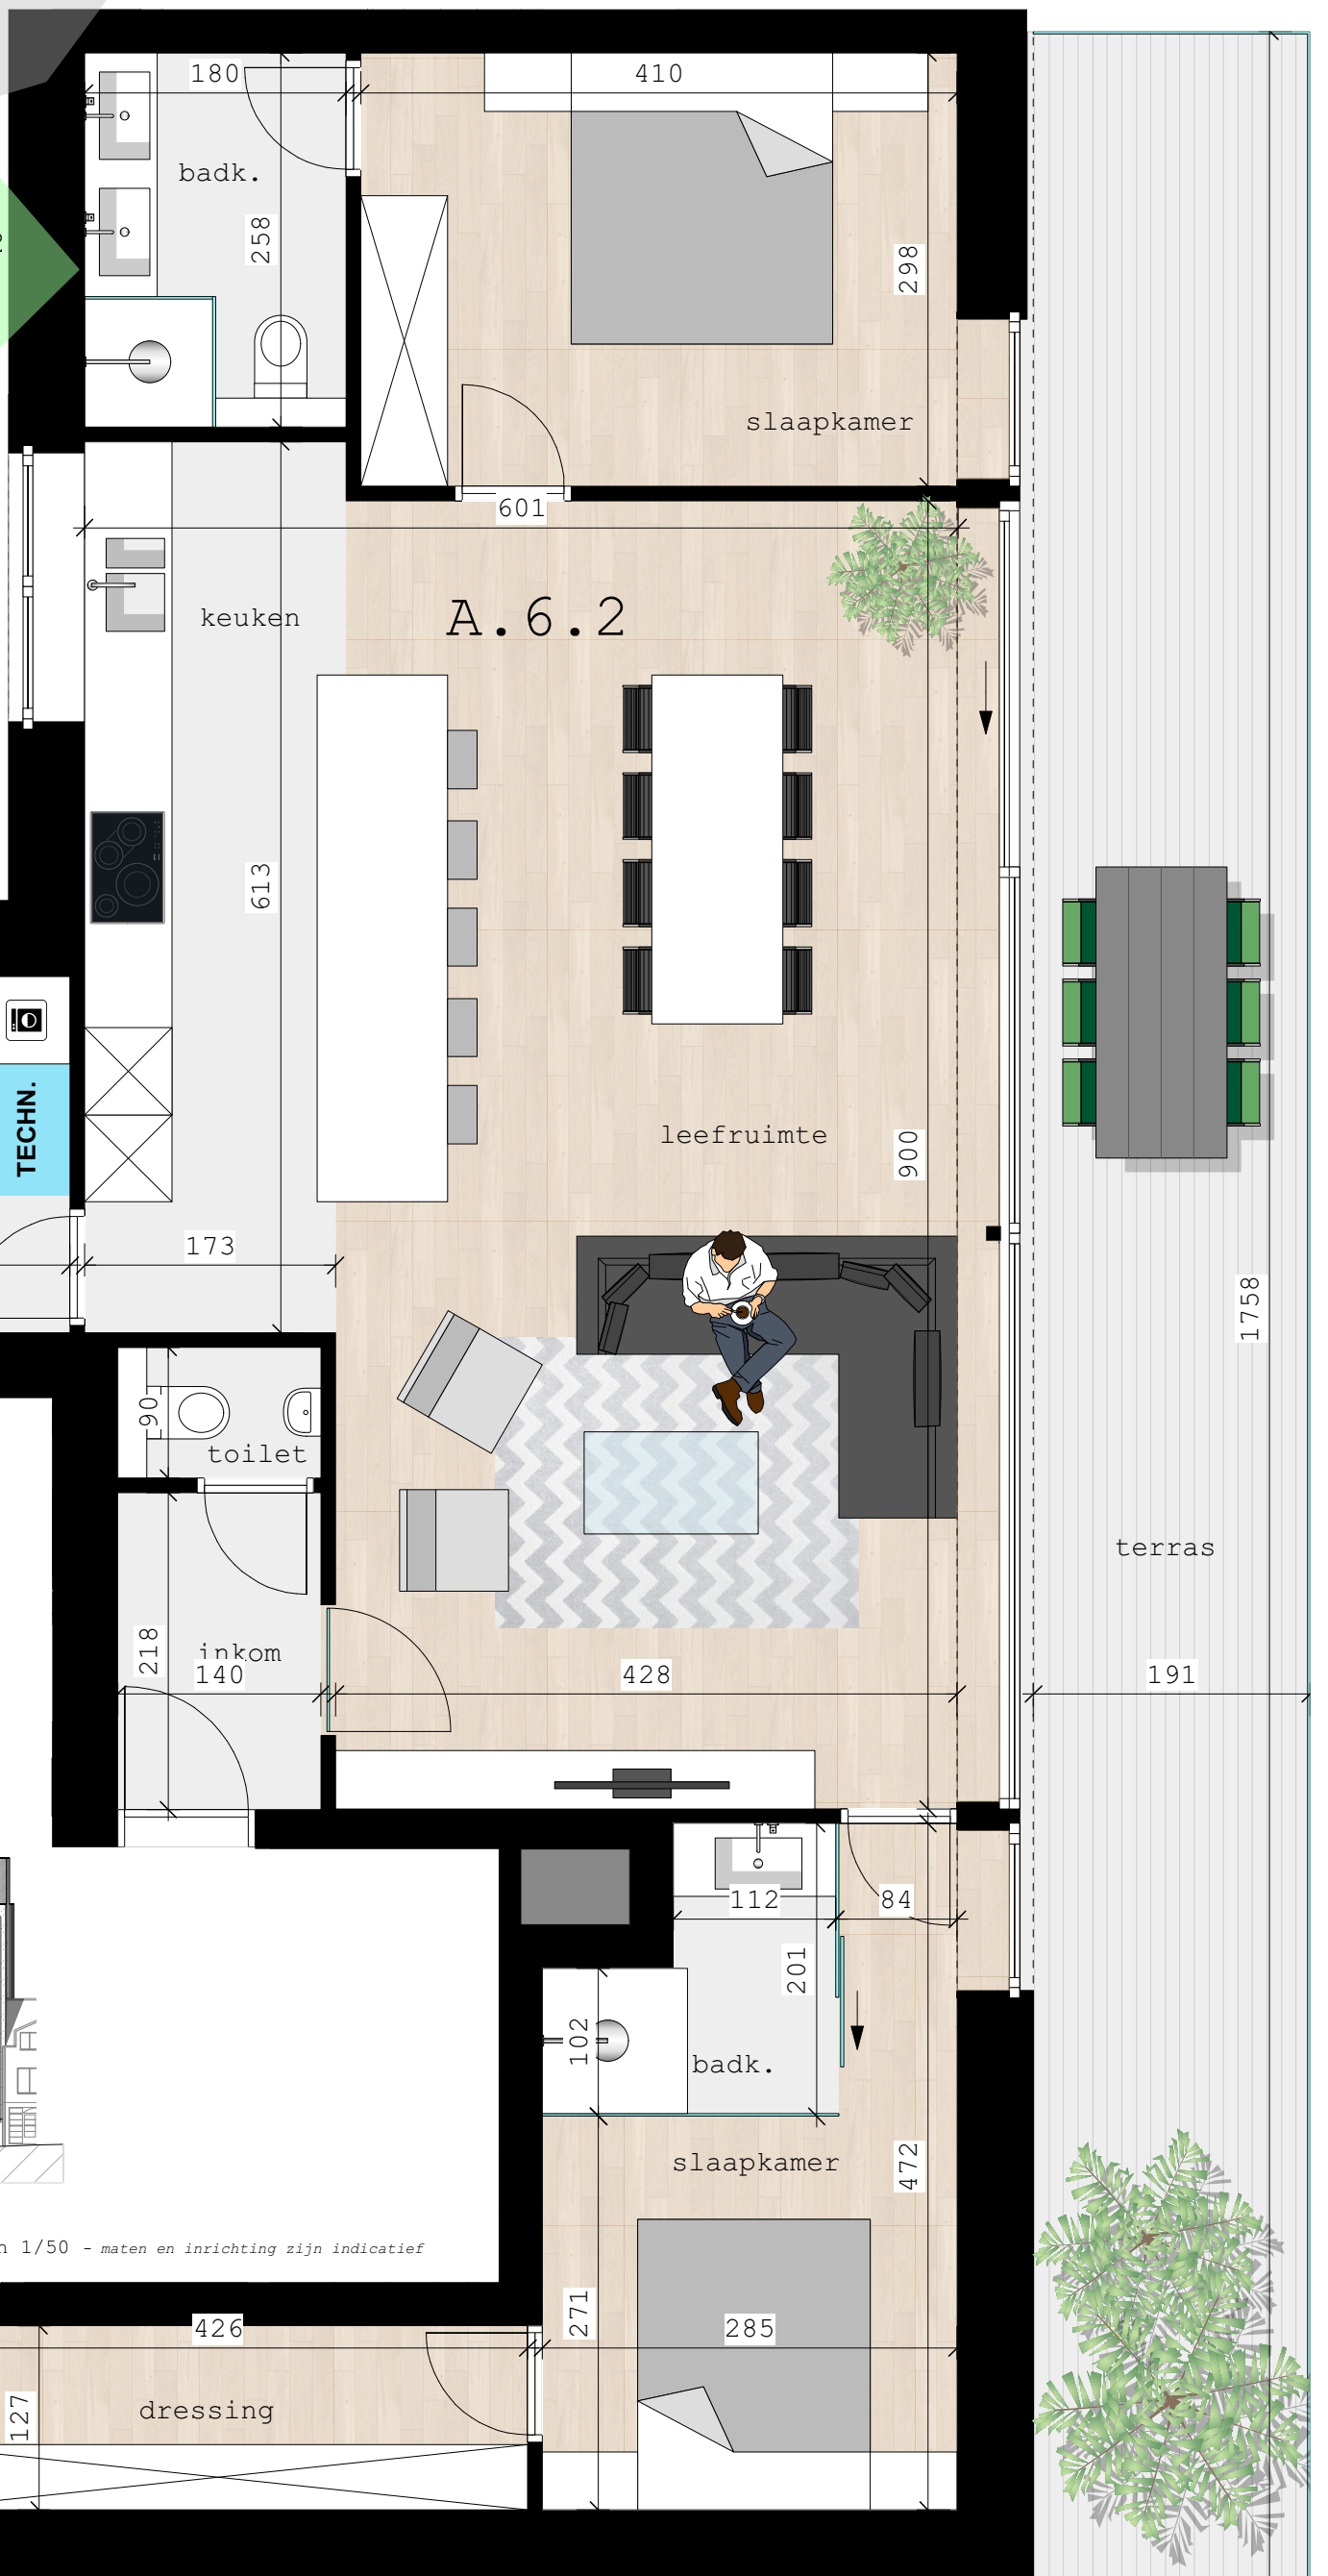 180
410
badk.
258
298
slaapkamer
601
keuken
A.6.2
613
TECHN.
leefruimte
900
173
1758
90
toilet
terras
218
inkom
140
428
191
112
84
201
102
badk.
slaapkamer
472
1/50 - maten en inrichting zijn indicatief
271
426
285
dressing
127